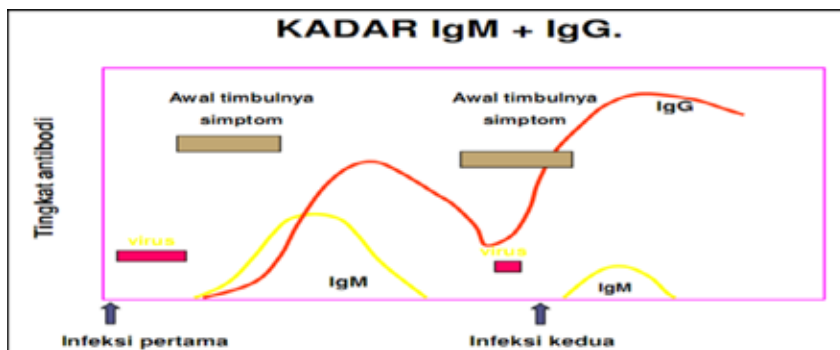 KADAR IgM + IgG.
Awal timbulnya
simptom
Awal timbulnya
simptom
IgG
Tingkat antibodi
virus
virus
IgM
IgM
Infeksi pertama
Infeksi kedua